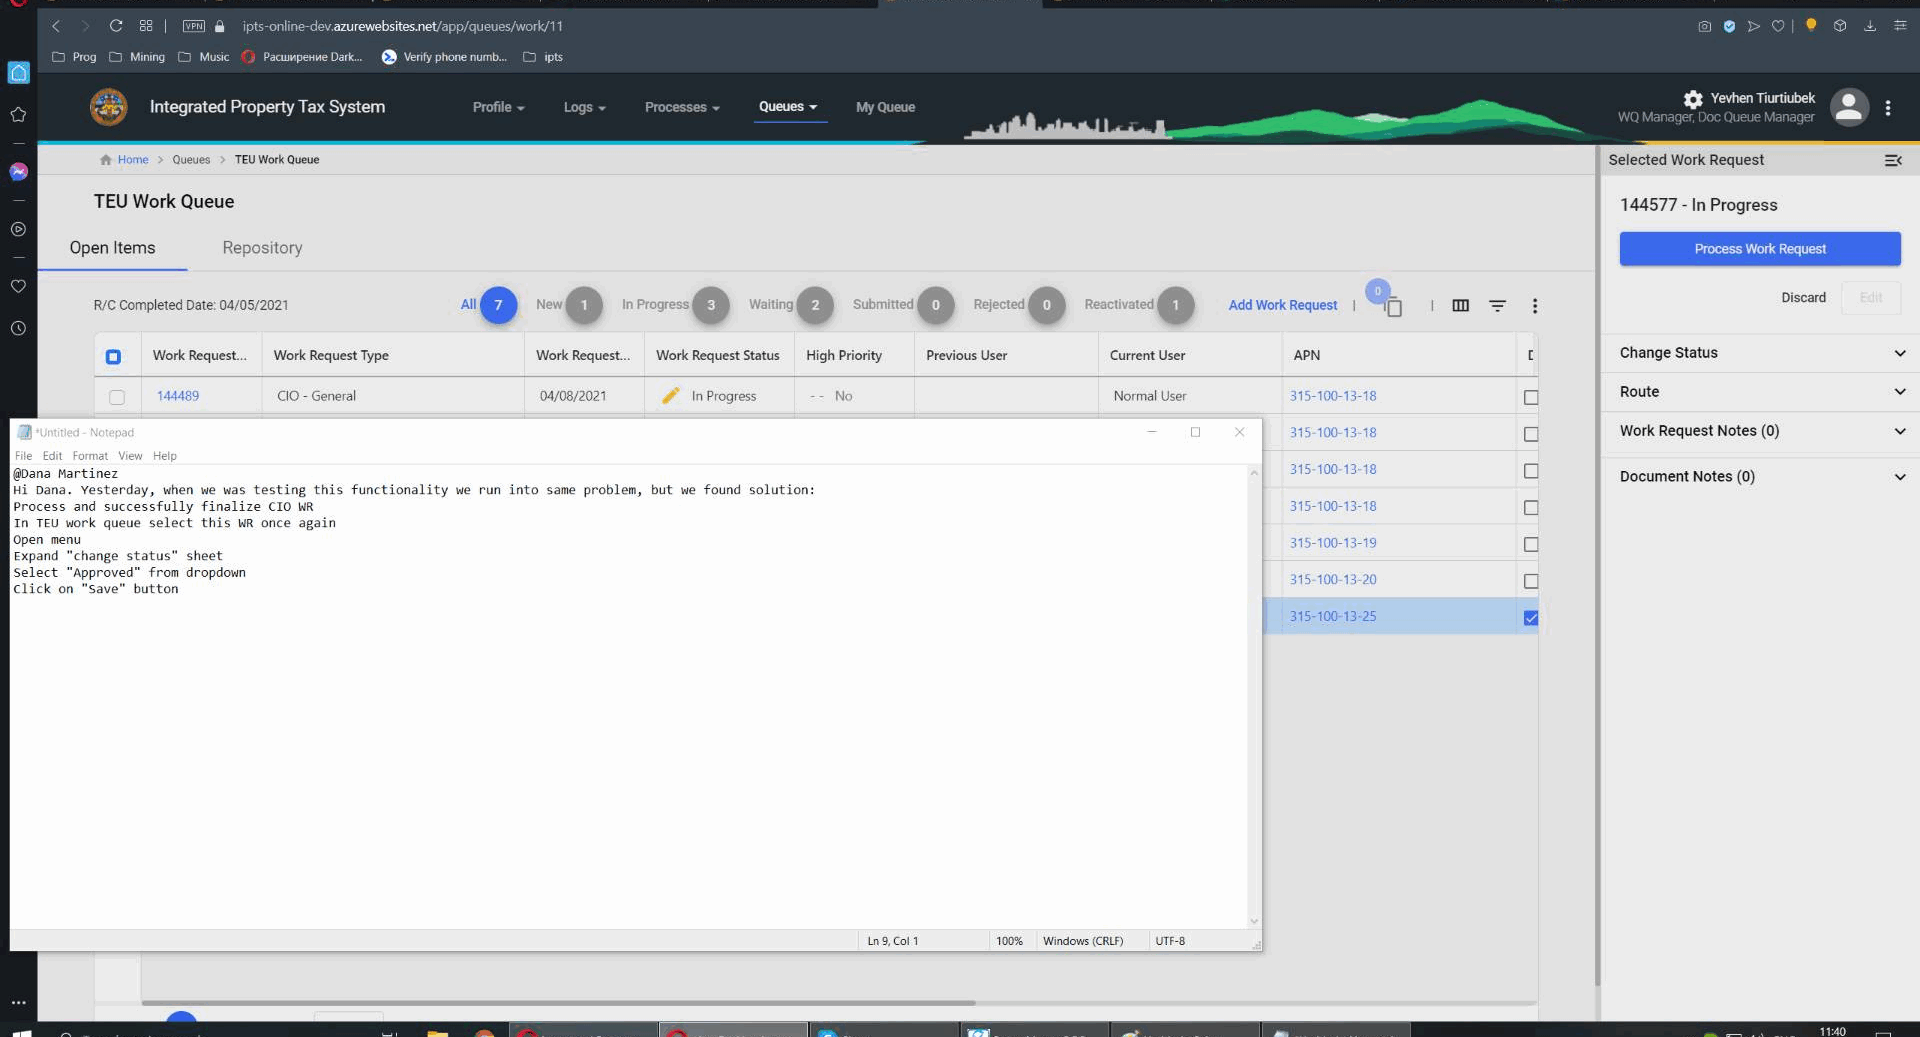 VPN
ipts-online-dev.azurewebsites.net/app/queues/work/11
Prog
Mining
Music
Расширение Dark...
Verify phone numb...
ipts
Integrated Property Tax System
Profile
Logs
Processes
Queues
My Queue
Yevhen Tiurtiubek
WQ Manager, Doc Queue Manager
Home > Queues > TEU Work Queue
TEU Work Queue
Open Items
Repository
R/C Completed Date: 04/05/2021
All 7
New 1
In Progress 3
Waiting 2
Submitted 0
Rejected 0
Reactivated 1
Add Work Request
0
Work Request... Work Request Type Work Request... Work Request Status High Priority Previous User Current User APN
144489 CIO - General 04/08/2021 In Progress -- No Normal User 315-100-13-18
315-100-13-18
315-100-13-18
315-100-13-18
315-100-13-19
315-100-13-20
315-100-13-25
*Untitled - Notepad
File Edit Format View Help
@Dana Martinez
Hi Dana. Yesterday, when we was testing this functionality we run into same problem, but we found solution:
Process and successfully finalize CIO WR
In TEU work queue select this WR once again
Open menu
Expand "change status" sheet
Select "Approved" from dropdown
Click on "Save" button
Ln 9, Col 1
100%
Windows (CRLF)
UTF-8
Selected Work Request
144577 - In Progress
Process Work Request
Discard
Edit
Change Status
Route
Work Request Notes (0)
Document Notes (0)
11:40